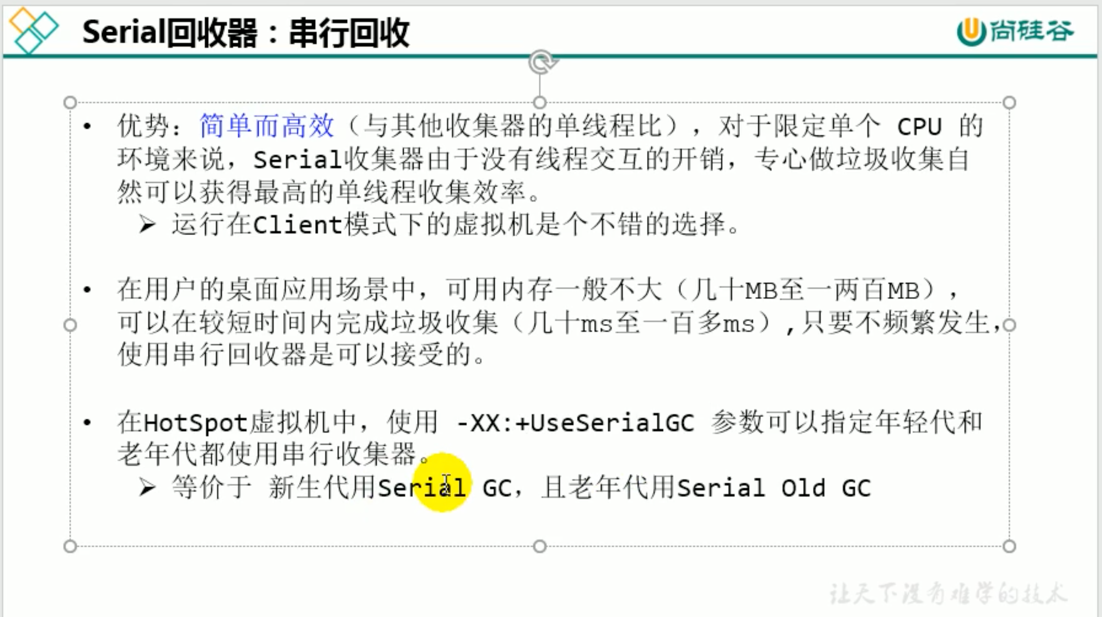 Serial回收器：串行回收
尚硅谷
• 优势：简单而高效（与其他收集器的单线程比），对于限定单个 CPU 的
环境来说，Serial收集器由于没有线程交互的开销，专心做垃圾收集自
然可以获得最高的单线程收集效率。
➢ 运行在Client模式下的虚拟机是个不错的选择。
• 在用户的桌面应用场景中，可用内存一般不大（几十MB至一两百MB），
可以在较短时间内完成垃圾收集（几十ms至一百多ms）,只要不频繁发生，
使用串行回收器是可以接受的。
• 在HotSpot虚拟机中，使用 -XX:+UseSerialGC 参数可以指定年轻代和
老年代都使用串行收集器。
➢ 等价于 新生代用Serial GC，且老年代用Serial Old GC
让天下没有难学的技术